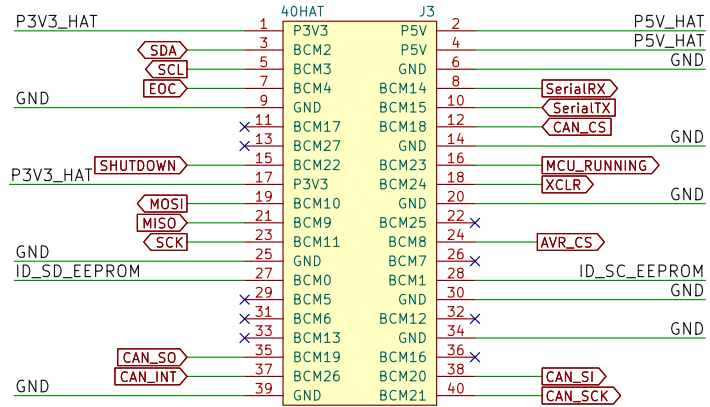 40HAT J3
P3V3_HAT 1 P3V3 P5V 2 P5V_HAT
SDA 3 BCM2 P5V 4 P5V_HAT
SCL 5 BCM3 GND 6 GND
EOC 7 BCM4 BCM14 8 SerialRX
GND 9 GND BCM15 10 SerialTX
11 BCM17 BCM18 12 CAN_CS
13 BCM27 GND 14 GND
SHUTDOWN 15 BCM22 BCM23 16 MCU_RUNNING
P3V3_HAT 17 P3V3 BCM24 18 XCLR
MOSI 19 BCM10 GND 20 GND
MISO 21 BCM9 BCM25 22
SCK 23 BCM11 BCM8 24 AVR_CS
GND 25 GND BCM7 26
ID_SD_EEPROM 27 BCM0 BCM1 28 ID_SC_EEPROM
29 BCM5 GND 30 GND
31 BCM6 BCM12 32
33 BCM13 GND 34 GND
CAN_SO 35 BCM19 BCM16 36
CAN_INT 37 BCM26 BCM20 38 CAN_SI
GND 39 GND BCM21 40 CAN_SCK